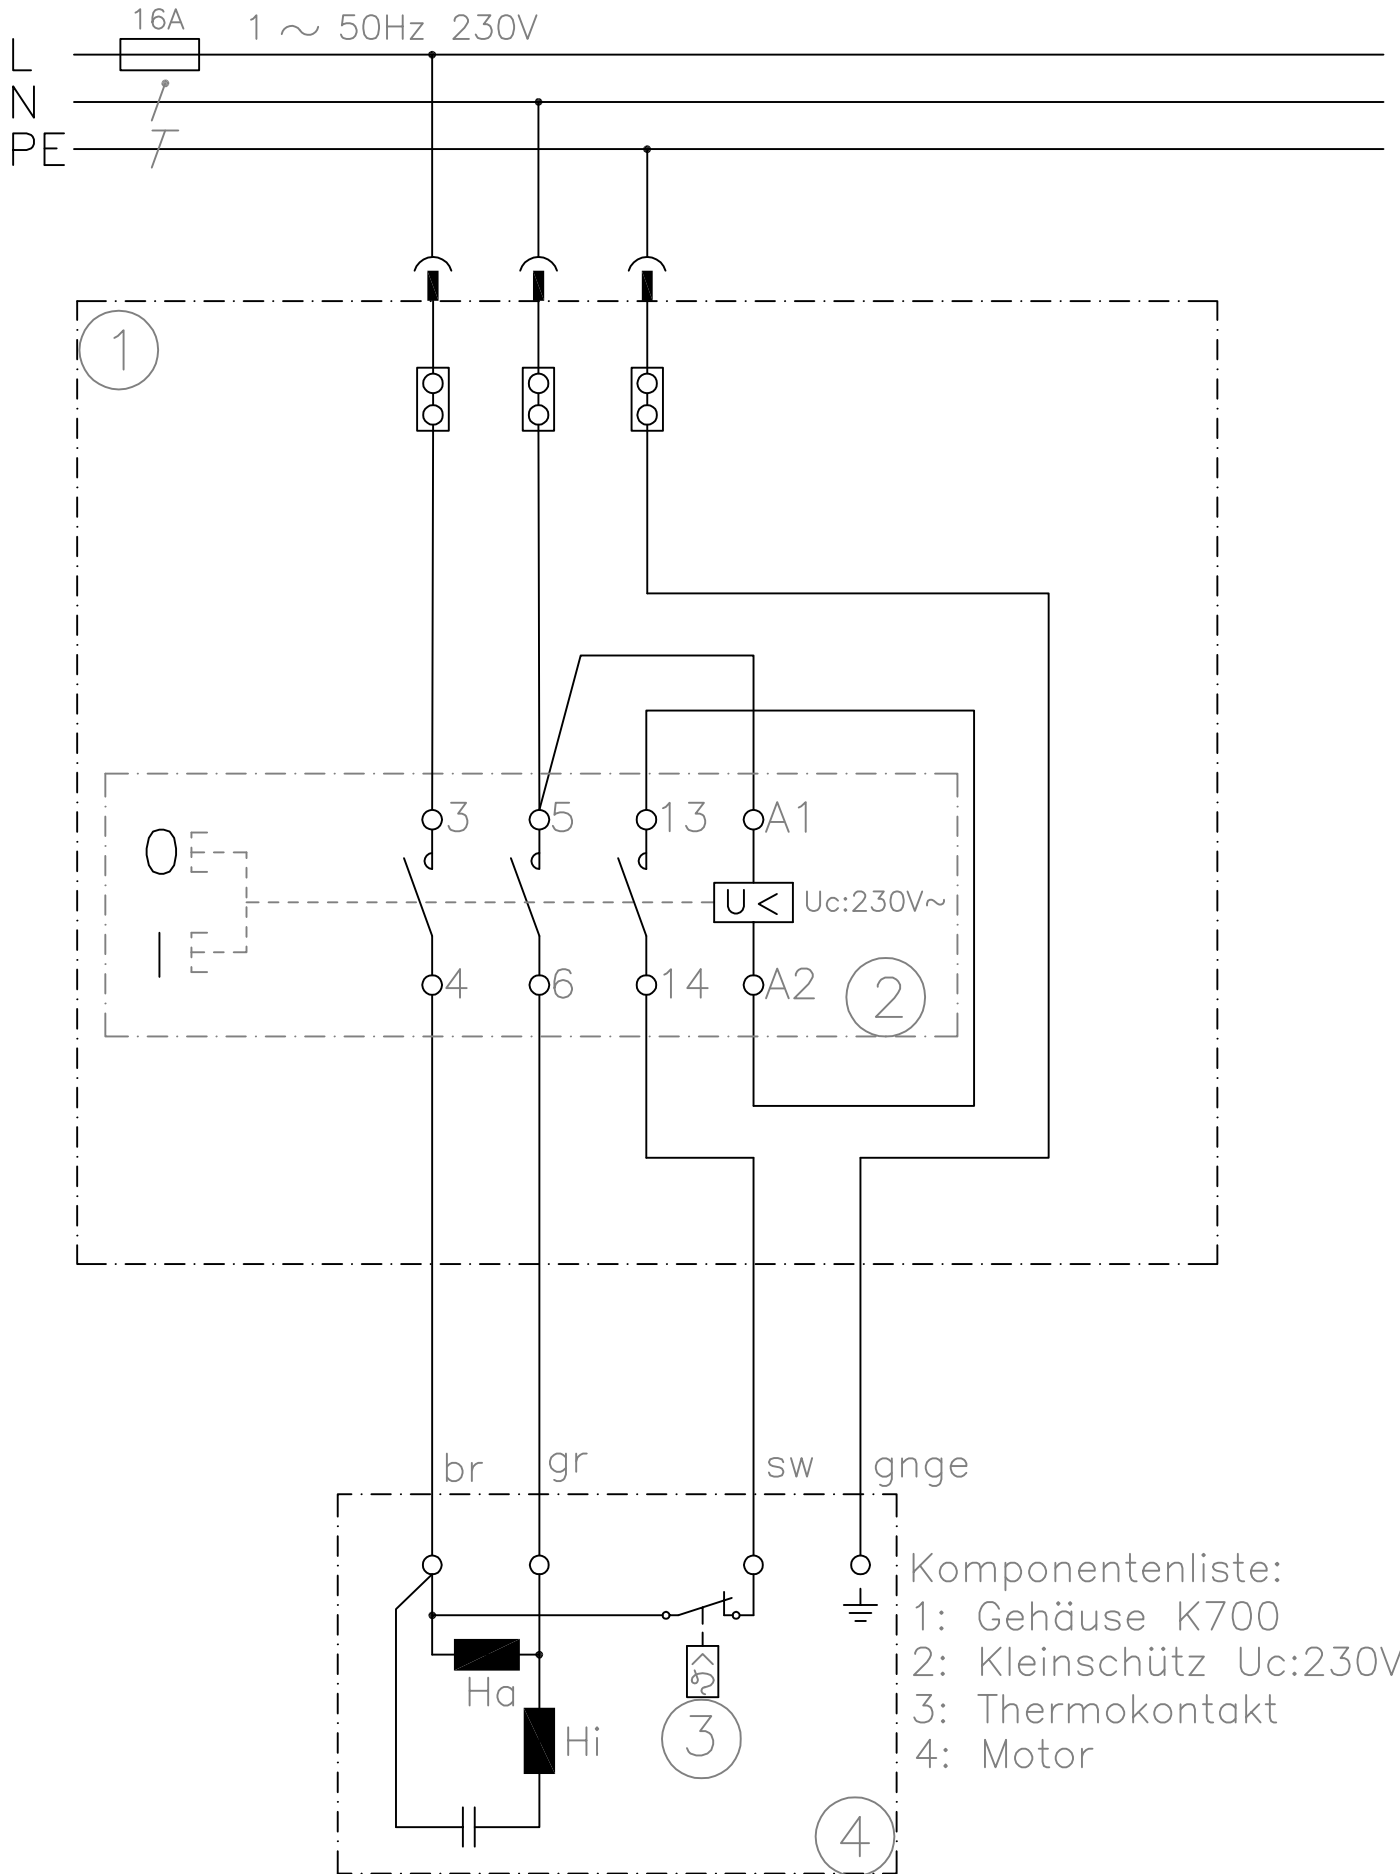 16A
1 ~ 50Hz 230V
L
N
PE
1
3
5
13
A1
O
U<
Uc:230V~
I
4
6
14
A2
2
br
gr
sw
gnge
Ha
Hi
3
4
Komponentenliste:
1: Gehäuse K700
2: Kleinschütz Uc:230V
3: Thermokontakt
4: Motor